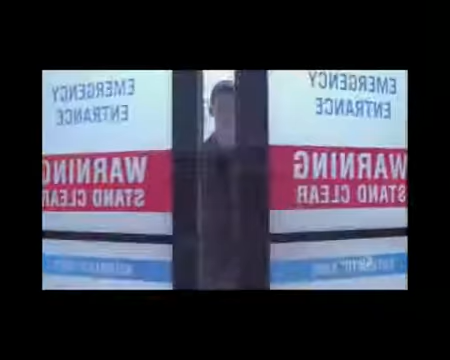 EMERGENCY
ENTRANCE
WARNING
STAND CLEAR
EMERGENCY
ENTRANCE
WARNING
STAND CLEAR